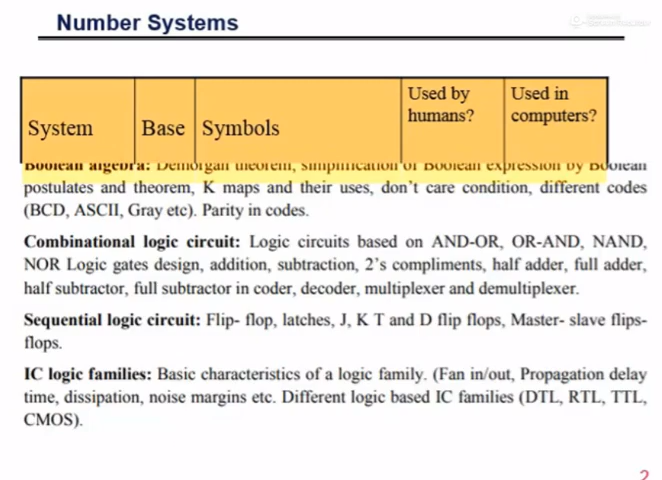 Number Systems
System Base Symbols Used by humans? Used in computers?
Boolean algebra: Demorgan theorem, simplification of Boolean expression by Boolean
postulates and theorem, K maps and their uses, don't care condition, different codes
(BCD, ASCII, Gray etc). Parity in codes.
Combinational logic circuit: Logic circuits based on AND-OR, OR-AND, NAND,
NOR Logic gates design, addition, subtraction, 2's compliments, half adder, full adder,
half subtractor, full subtractor in coder, decoder, multiplexer and demultiplexer.
Sequential logic circuit: Flip- flop, latches, J, K T and D flip flops, Master- slave flips-
flops.
IC logic families: Basic characteristics of a logic family. (Fan in/out, Propagation delay
time, dissipation, noise margins etc. Different logic based IC families (DTL, RTL, TTL,
CMOS).
2